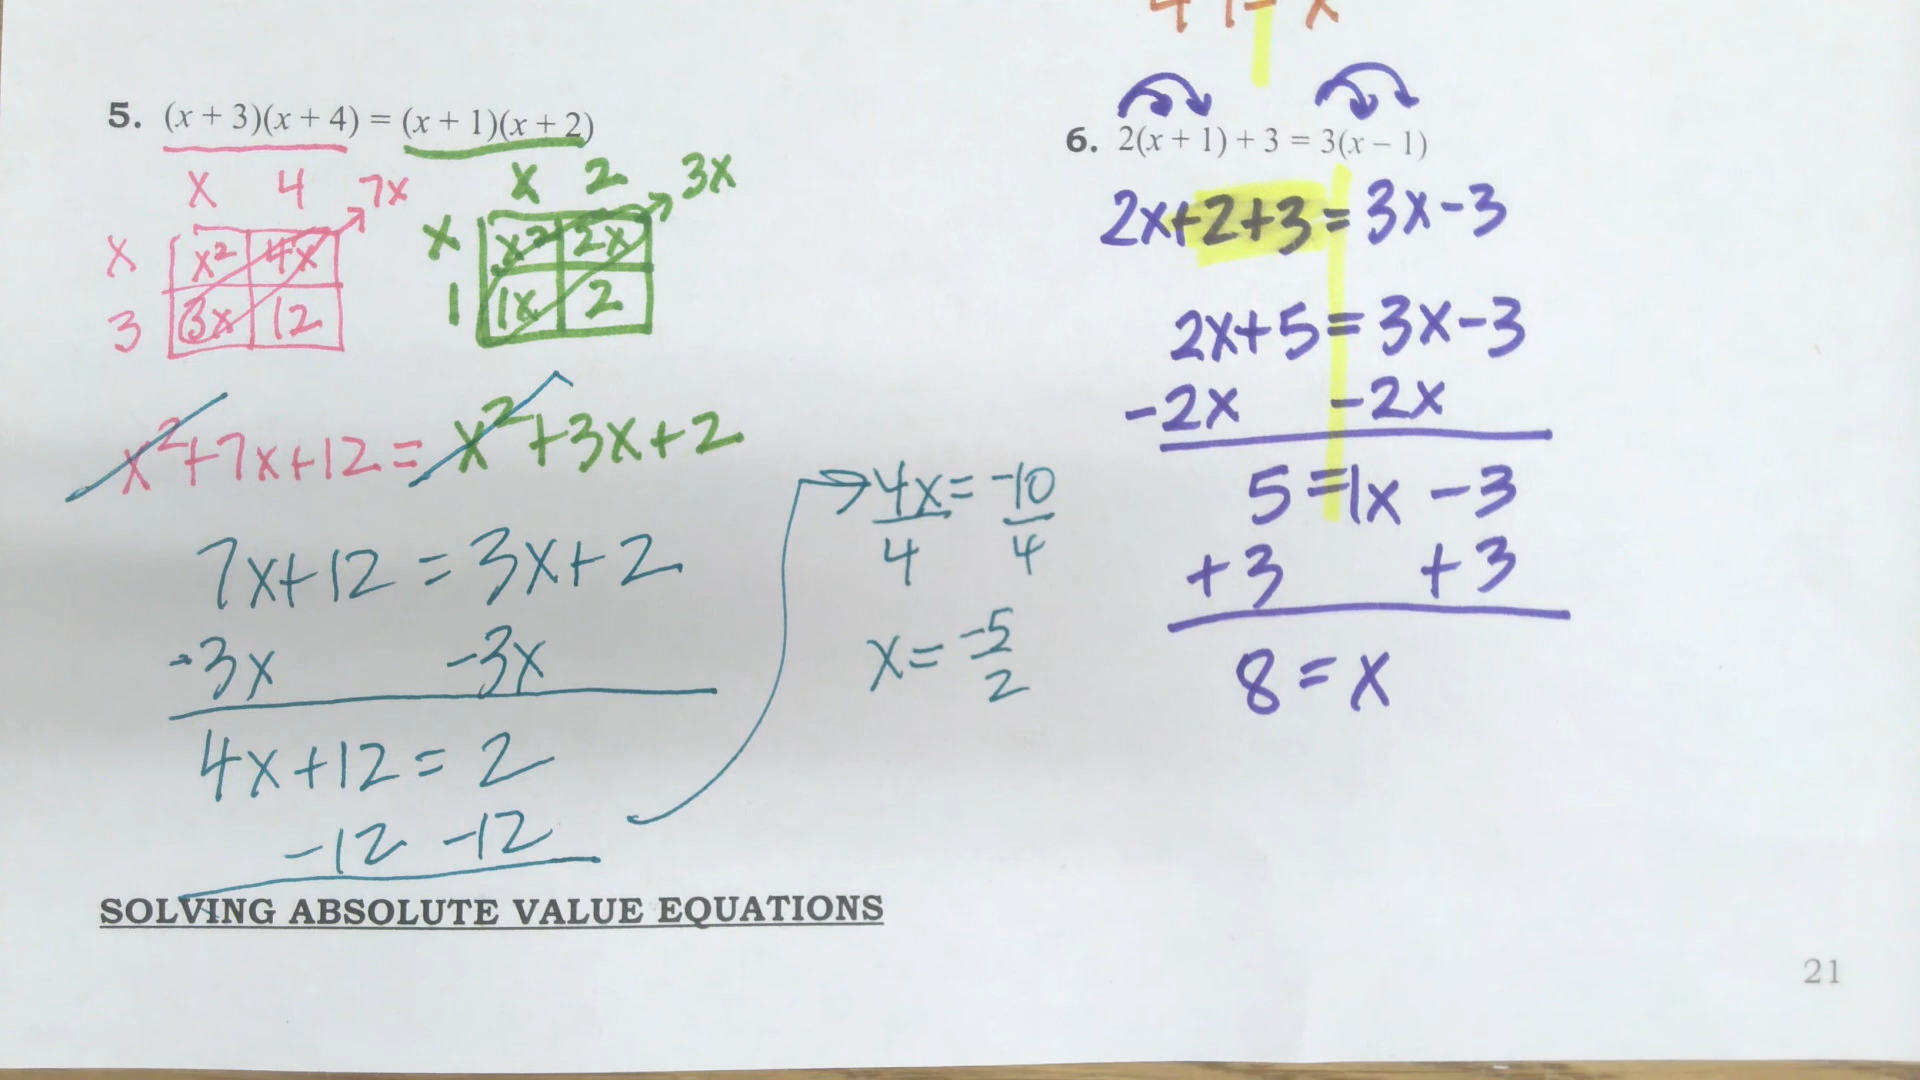 5. (x + 3)(x + 4) = (x + 1)(x + 2)
x 4 7x
x x² 4x
3 3x 12
x 2 3x
x x² 2x
1 1x 2
x²+7x+12 = x²+3x+2
7x+12 = 3x+2
-3x -3x
4x+12 = 2
-12 -12
4x = -10
4 4
x = -5
2
6. 2(x + 1) + 3 = 3(x – 1)
2x+2+3 = 3x-3
2x+5 = 3x-3
-2x -2x
5 = 1x -3
+3 +3
8 = x
SOLVING ABSOLUTE VALUE EQUATIONS
21